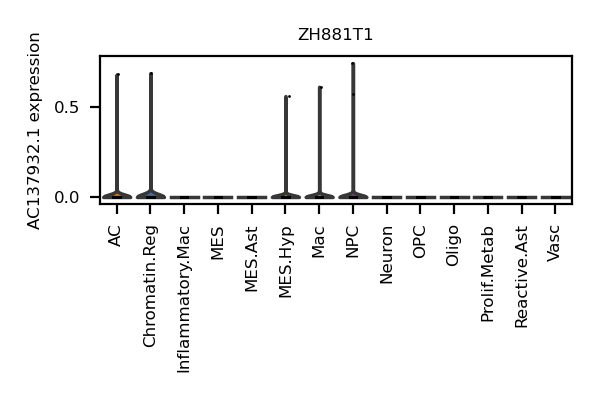 ZH881T1
AC137932.1 expression
0.5
0.0
AC
Chromatin.Reg
Inflammatory.Mac
MES
MES.Ast
MES.Hyp
Mac
NPC
Neuron
OPC
Oligo
Prolif.Metab
Reactive.Ast
Vasc